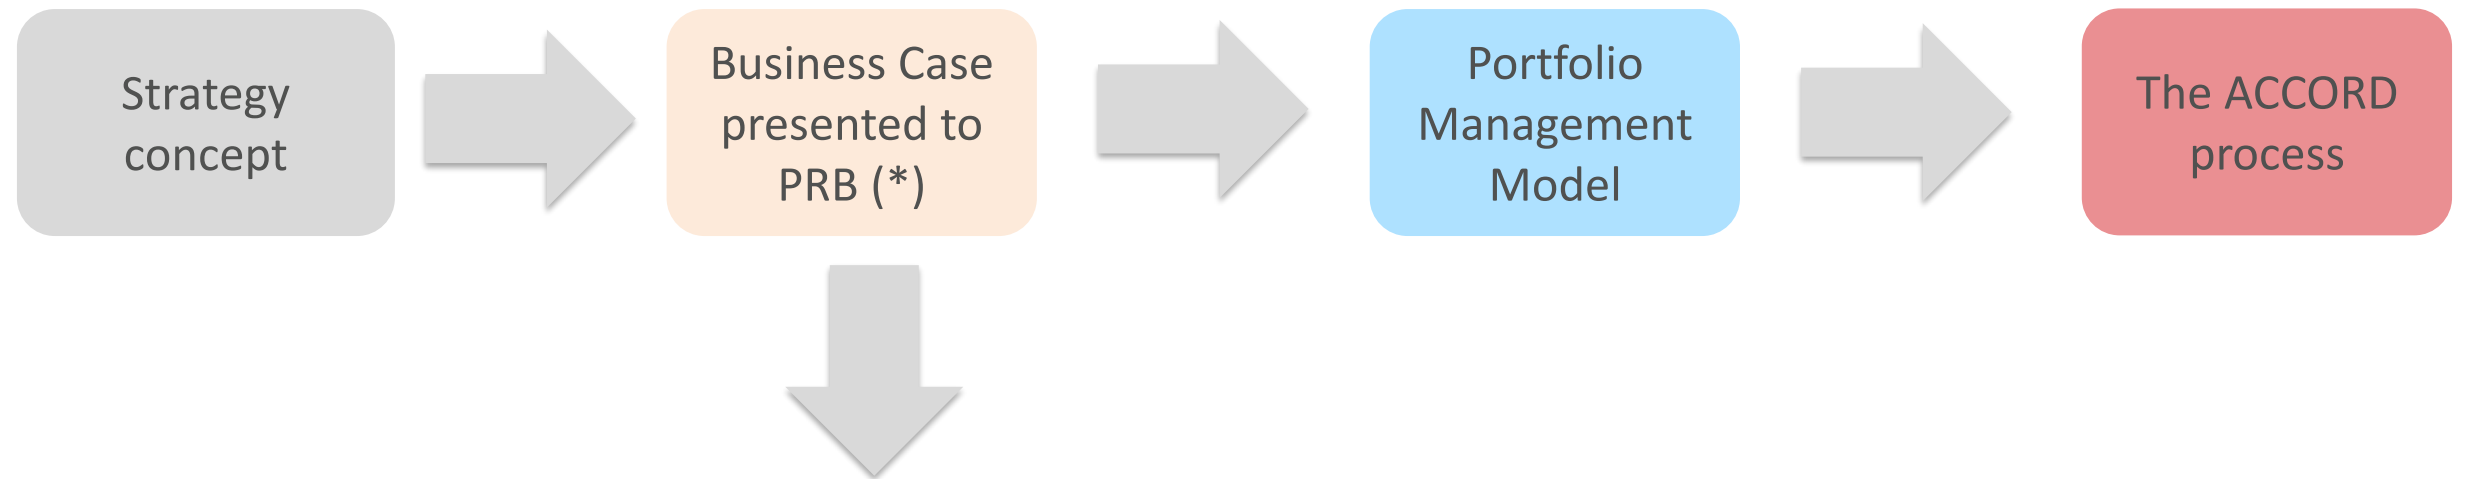 Strategy
concept
Business Case
presented to
PRB (*)
Portfolio
Management
Model
The ACCORD
process